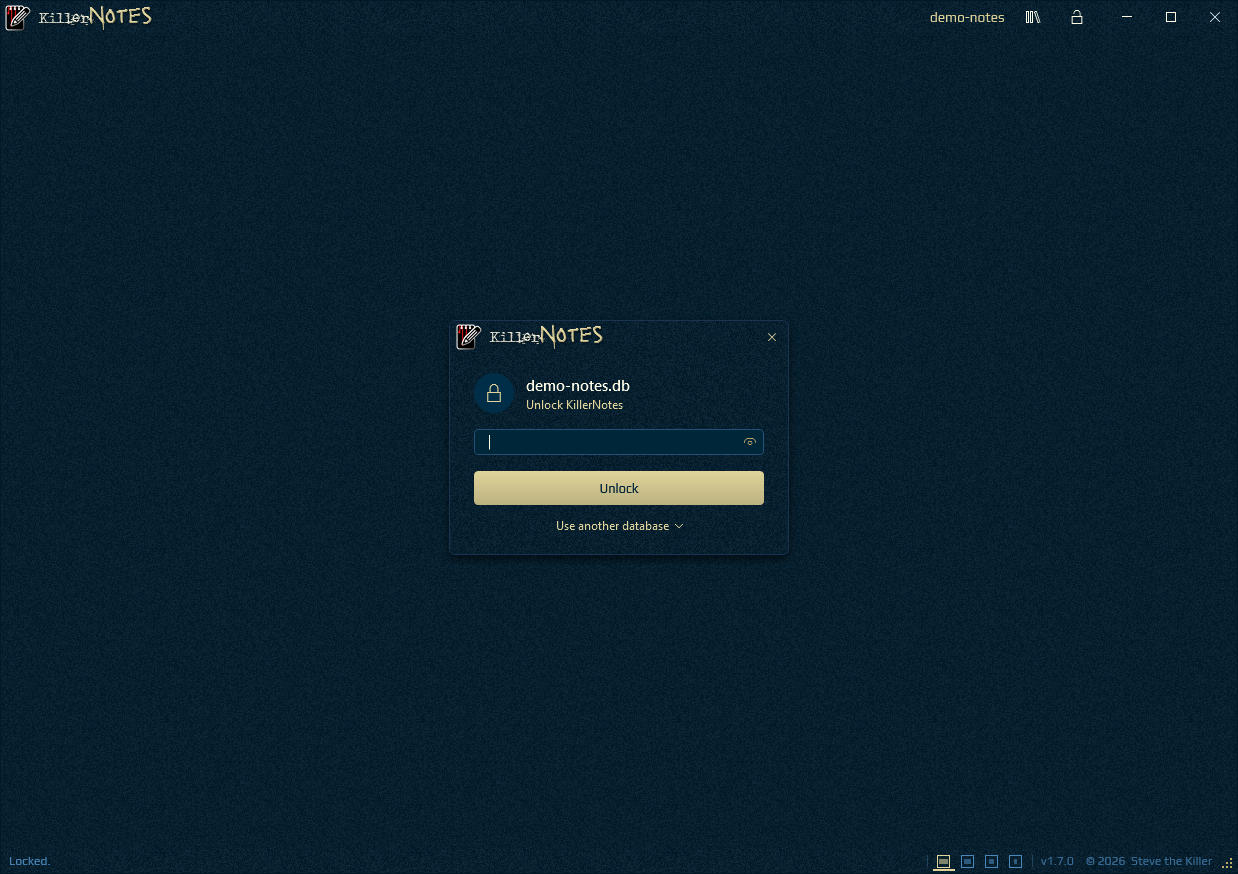 KillerNOTES
demo-notes
KillerNOTES
demo-notes.db
Unlock KillerNotes
Unlock
Use another database
Locked.
v1.7.0 © 2026 Steve the Killer